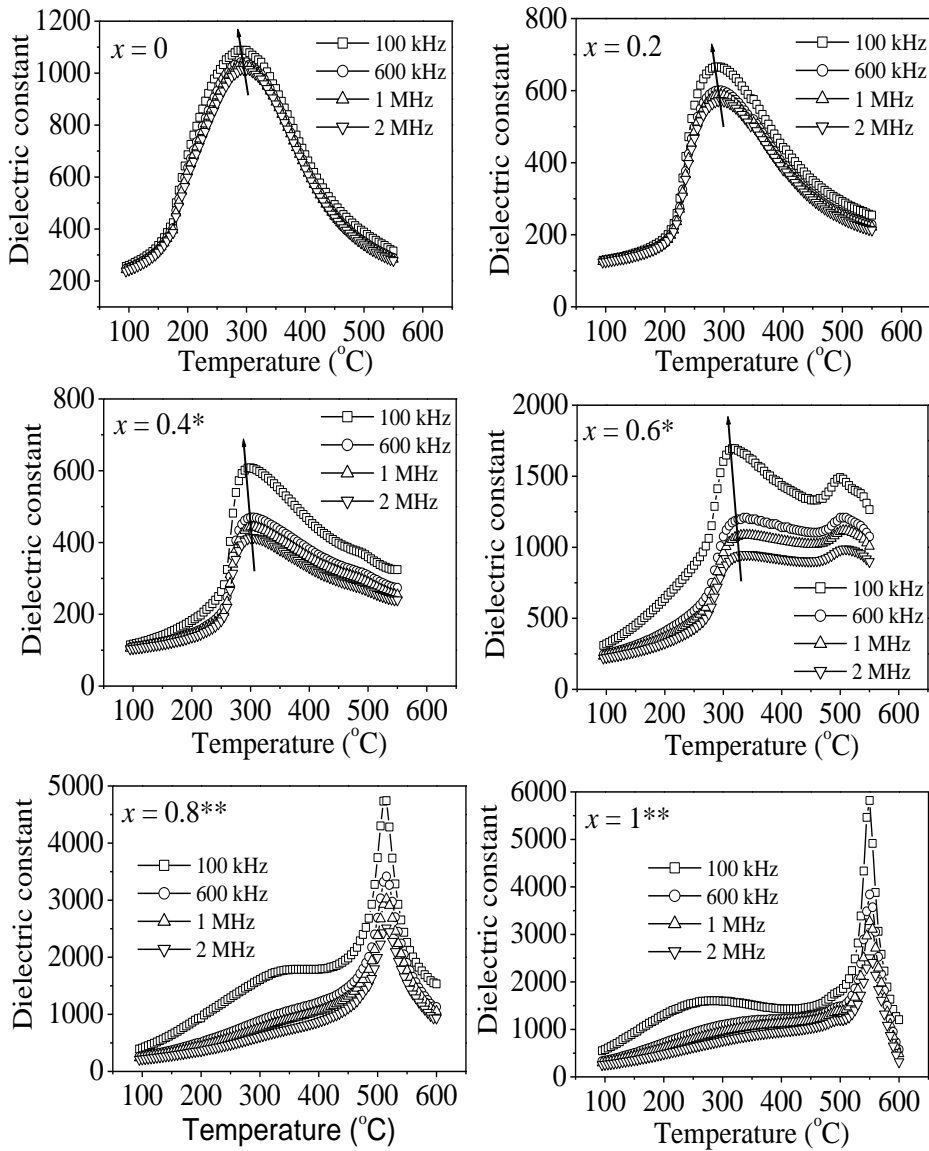 x = 0
100 kHz
600 kHz
1 MHz
2 MHz
1200
1000
800
600
400
200
100 200 300 400 500 600
Dielectric constant
Temperature (°C)
x = 0.2
100 kHz
600 kHz
1 MHz
2 MHz
800
600
400
200
0
100 200 300 400 500 600
Dielectric constant
Temperature (°C)
x = 0.4*
100 kHz
600 kHz
1 MHz
2 MHz
800
600
400
200
0
100 200 300 400 500 600
Dielectric constant
Temperature (°C)
x = 0.6*
100 kHz
600 kHz
1 MHz
2 MHz
2000
1500
1000
500
0
100 200 300 400 500 600
Dielectric constant
Temperature (°C)
x = 0.8**
100 kHz
600 kHz
1 MHz
2 MHz
5000
4000
3000
2000
1000
0
100 200 300 400 500 600
Dielectric constant
Temperature (°C)
x = 1**
100 kHz
600 kHz
1 MHz
2 MHz
6000
5000
4000
3000
2000
1000
0
100 200 300 400 500 600
Dielectric constant
Temperature (°C)